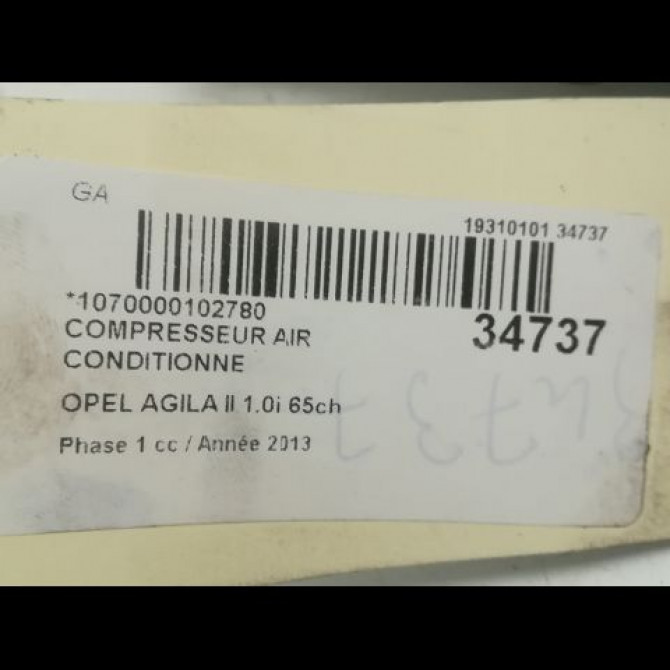 GA
19310101 34737
*1070000102780
34737
COMPRESSEUR AIR
CONDITIONNE
OPEL AGILA II 1.0i 65ch
Phase 1 cc / Année 2013
34737